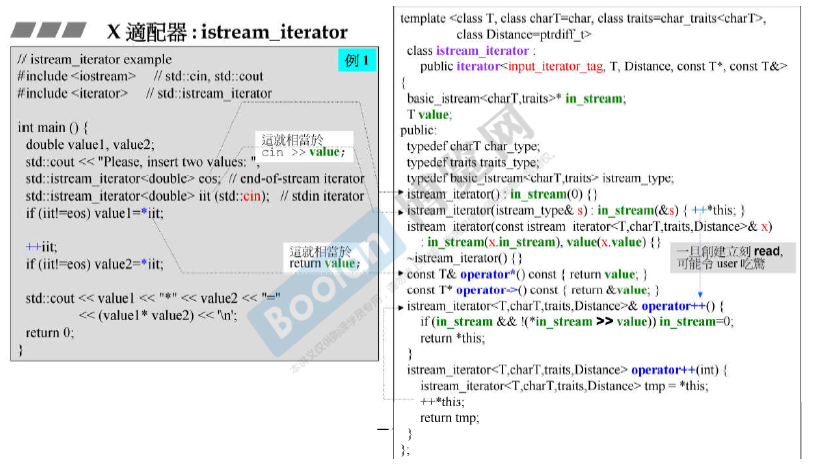 X 適配器 : istream_iterator
例 1
// istream_iterator example
#include <iostream> // std::cin, std::cout
#include <iterator> // std::istream_iterator
int main () {
double value1, value2;
std::cout << "Please, insert two values: ";
std::istream_iterator<double> eos; // end-of-stream iterator
std::istream_iterator<double> iit (std::cin); // stdin iterator
if (iit!=eos) value1=*iit;
++iit;
if (iit!=eos) value2=*iit;
std::cout << value1 << "*" << value2 << "="
<< (value1* value2) << '\n';
return 0;
}
這就相當於
cin >> value;
這就相當於
return value;
template <class T, class charT=char, class traits=char_traits<charT>,
class Distance=ptrdiff_t>
class istream_iterator :
public iterator<input_iterator_tag, T, Distance, const T*, const T&>
{
basic_istream<charT,traits>* in_stream;
T value;
public:
typedef charT char_type;
typedef traits traits_type;
typedef basic_istream<charT,traits> istream_type;
istream_iterator() : in_stream(0) {}
istream_iterator(istream_type& s) : in_stream(&s) { ++*this; }
istream_iterator(const istream_iterator<T,charT,traits,Distance>& x)
: in_stream(x.in_stream), value(x.value) {}
~istream_iterator() {}
const T& operator*() const { return value; }
const T* operator->() const { return &value; }
istream_iterator<T,charT,traits,Distance>& operator++() {
if (in_stream && !(*in_stream >> value)) in_stream=0;
return *this;
}
istream_iterator<T,charT,traits,Distance> operator++(int) {
istream_iterator<T,charT,traits,Distance> tmp = *this;
++*this;
return tmp;
}
};
一旦創建立刻 read,
可能令 user 吃驚
Boolan
博览网